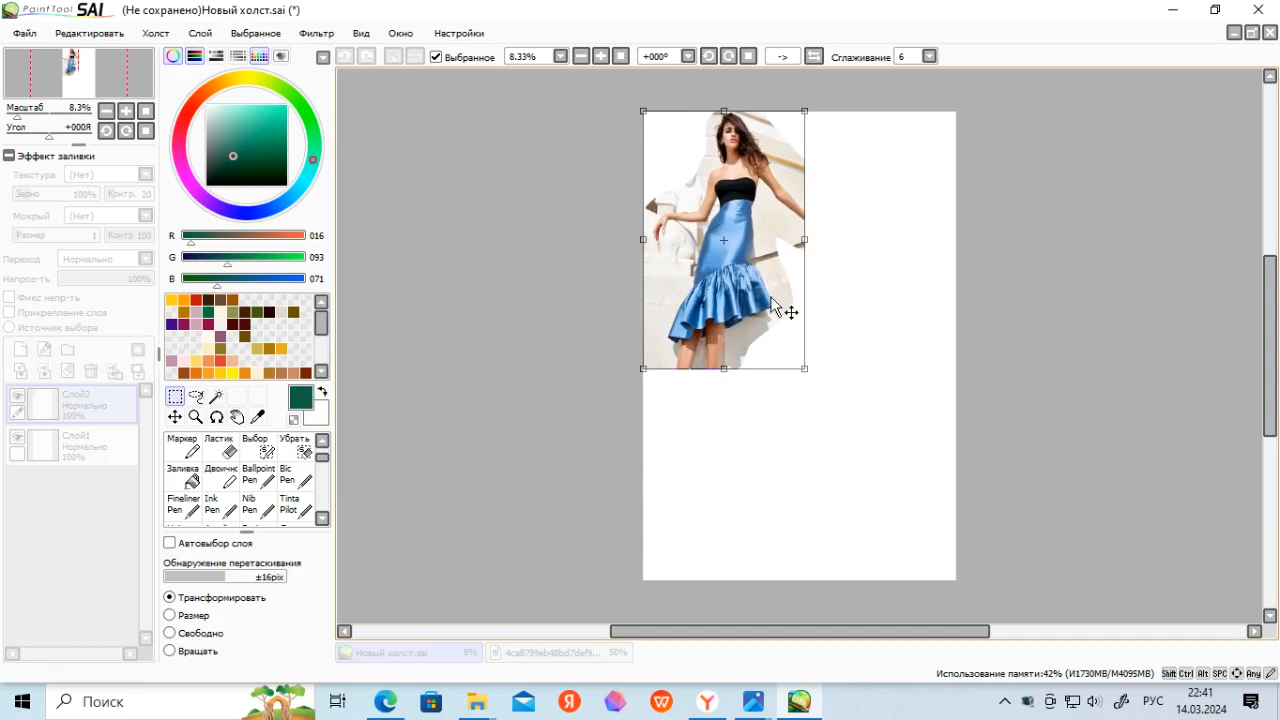 PaintTool SAI (Не сохранено)Новый холст.sai (*)
Файл Правка Холст Слой Выбранное Фильтр Вид Окно Настройки
Выбранное 8.33% +000º -> Сглаживание 6
Масштаб 8.3%
Угол +000Я
Эффект заливки
Текстура (Нет)
Зерно 100% Контр. 20
Мокрый (Нет)
Размер 1 Контр 100
Переход Нормально
Непроз-ть 100%
Фикс непр-ть
Прикрепление слоя
Источник выбора
Слой2
Нормально
100%
Слой1
Нормально
100%
R 016
G 093
B 071
Маркер Ластик Выбор Убрать
Заливка Двоичнс Ballpoint Pen Bic Pen
Fineliner Pen Ink Pen Nib Pen Tinta Pilot
Автовыбор слоя
Обнаружение перетаскивания
±16pix
Трансформировать
Размер
Свободно
Вращать
Новый холст.sai 8% 4ca8799eb48bd7def9... 50%
Использование памяти:42% (И1730MB/M4095MB) Shift Ctrl Alt SPC Any
Поиск
РУС
22:41
14.03.2024